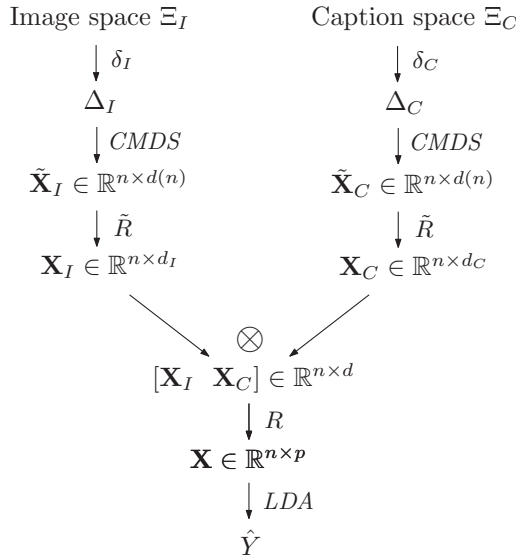 Image space Ξ_I Caption space Ξ_C
δ_I δ_C
Δ_I Δ_C
CMDS CMDS
X̃_I ∈ ℝ^{n×d(n)} X̃_C ∈ ℝ^{n×d(n)}
R̃ R̃
X_I ∈ ℝ^{n×d_I} X_C ∈ ℝ^{n×d_C}
⊗
[X_I X_C] ∈ ℝ^{n×d}
R
X ∈ ℝ^{n×p}
LDA
Ŷ